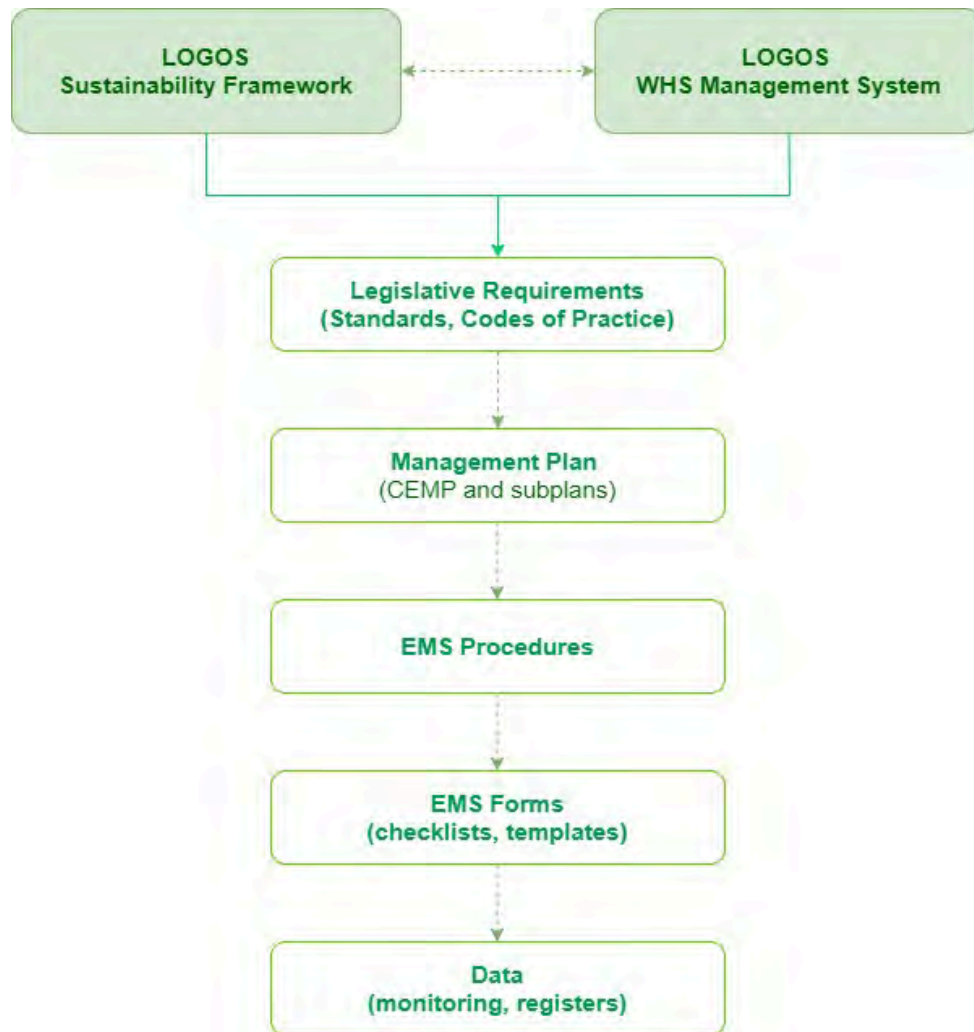 LOGOS
Sustainability Framework
LOGOS
WHS Management System
Legislative Requirements
(Standards, Codes of Practice)
Management Plan
(CEMP and subplans)
EMS Procedures
EMS Forms
(checklists, templates)
Data
(monitoring, registers)